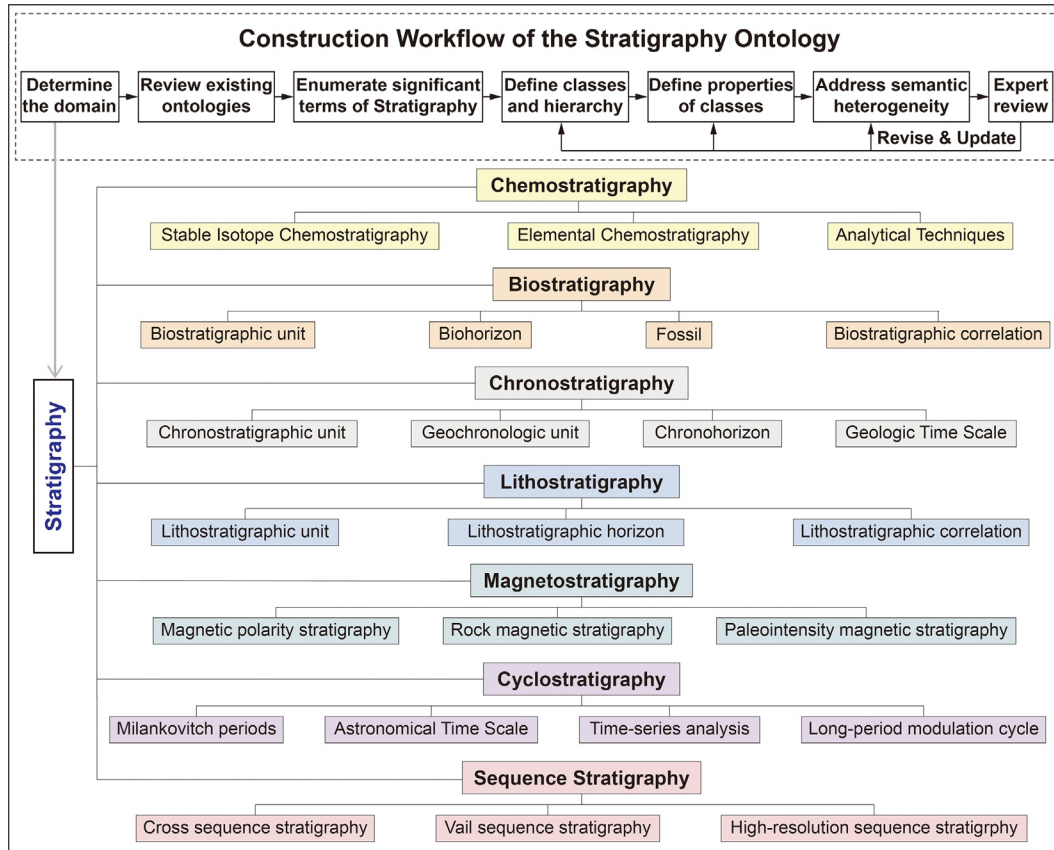 Construction Workflow of the Stratigraphy Ontology
Determine
the domain
Review existing
ontologies
Enumerate significant
terms of Stratigraphy
Define classes
and hierarchy
Define properties
of classes
Address semantic
heterogeneity
Expert
review
Revise & Update
Stratigraphy
Chemostratigraphy
Stable Isotope Chemostratigraphy
Elemental Chemostratigraphy
Analytical Techniques
Biostratigraphy
Biostratigraphic unit
Biohorizon
Fossil
Biostratigraphic correlation
Chronostratigraphy
Chronostratigraphic unit
Geochronologic unit
Chronohorizon
Geologic Time Scale
Lithostratigraphy
Lithostratigraphic unit
Lithostratigraphic horizon
Lithostratigraphic correlation
Magnetostratigraphy
Magnetic polarity stratigraphy
Rock magnetic stratigraphy
Paleointensity magnetic stratigraphy
Cyclostratigraphy
Milankovitch periods
Astronomical Time Scale
Time-series analysis
Long-period modulation cycle
Sequence Stratigraphy
Cross sequence stratigraphy
Vail sequence stratigraphy
High-resolution sequence stratigrphy